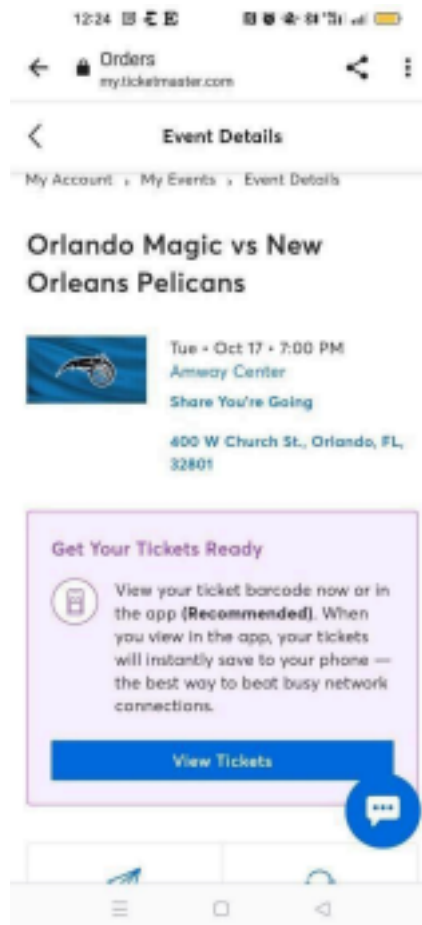 12:24
Orders
my.ticketmaster.com
Event Details
My Account › My Events › Event Details
Orlando Magic vs New
Orleans Pelicans
Tue • Oct 17 • 7:00 PM
Amway Center
Share You're Going
400 W Church St., Orlando, FL,
32801
Get Your Tickets Ready
View your ticket barcode now or in
the app (Recommended). When
you view in the app, your tickets
will instantly save to your phone —
the best way to beat busy network
connections.
View Tickets